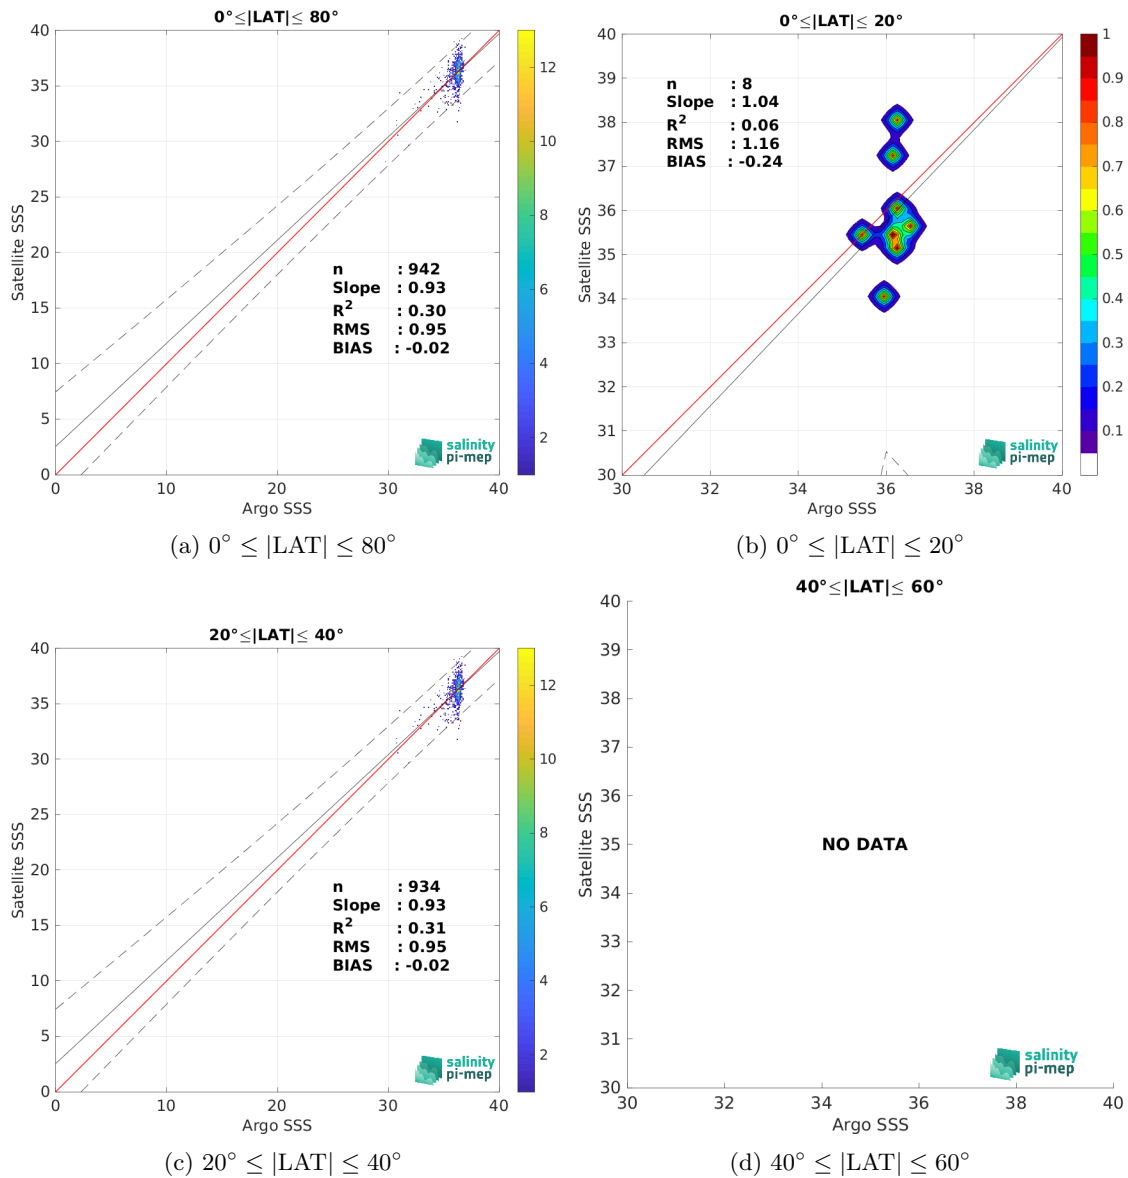 0°≤|LAT|≤ 80°
40
35
30
25
20
15
10
5
0
0
10
20
30
40
Satellite SSS
Argo SSS
n : 942
Slope : 0.93
R² : 0.30
RMS : 0.95
BIAS : -0.02
salinity
pi-mep
12
10
8
6
4
2
(a) 0° ≤ |LAT| ≤ 80°
0°≤|LAT|≤ 20°
40
39
38
37
36
35
34
33
32
31
30
30
32
34
36
38
40
Satellite SSS
Argo SSS
n : 8
Slope : 1.04
R² : 0.06
RMS : 1.16
BIAS : -0.24
salinity
pi-mep
1
0.9
0.8
0.7
0.6
0.5
0.4
0.3
0.2
0.1
(b) 0° ≤ |LAT| ≤ 20°
20°≤|LAT|≤ 40°
40
35
30
25
20
15
10
5
0
0
10
20
30
40
Satellite SSS
Argo SSS
n : 934
Slope : 0.93
R² : 0.31
RMS : 0.95
BIAS : -0.02
salinity
pi-mep
12
10
8
6
4
2
(c) 20° ≤ |LAT| ≤ 40°
40°≤|LAT|≤ 60°
40
39
38
37
36
35
34
33
32
31
30
30
32
34
36
38
40
Satellite SSS
Argo SSS
NO DATA
salinity
pi-mep
(d) 40° ≤ |LAT| ≤ 60°